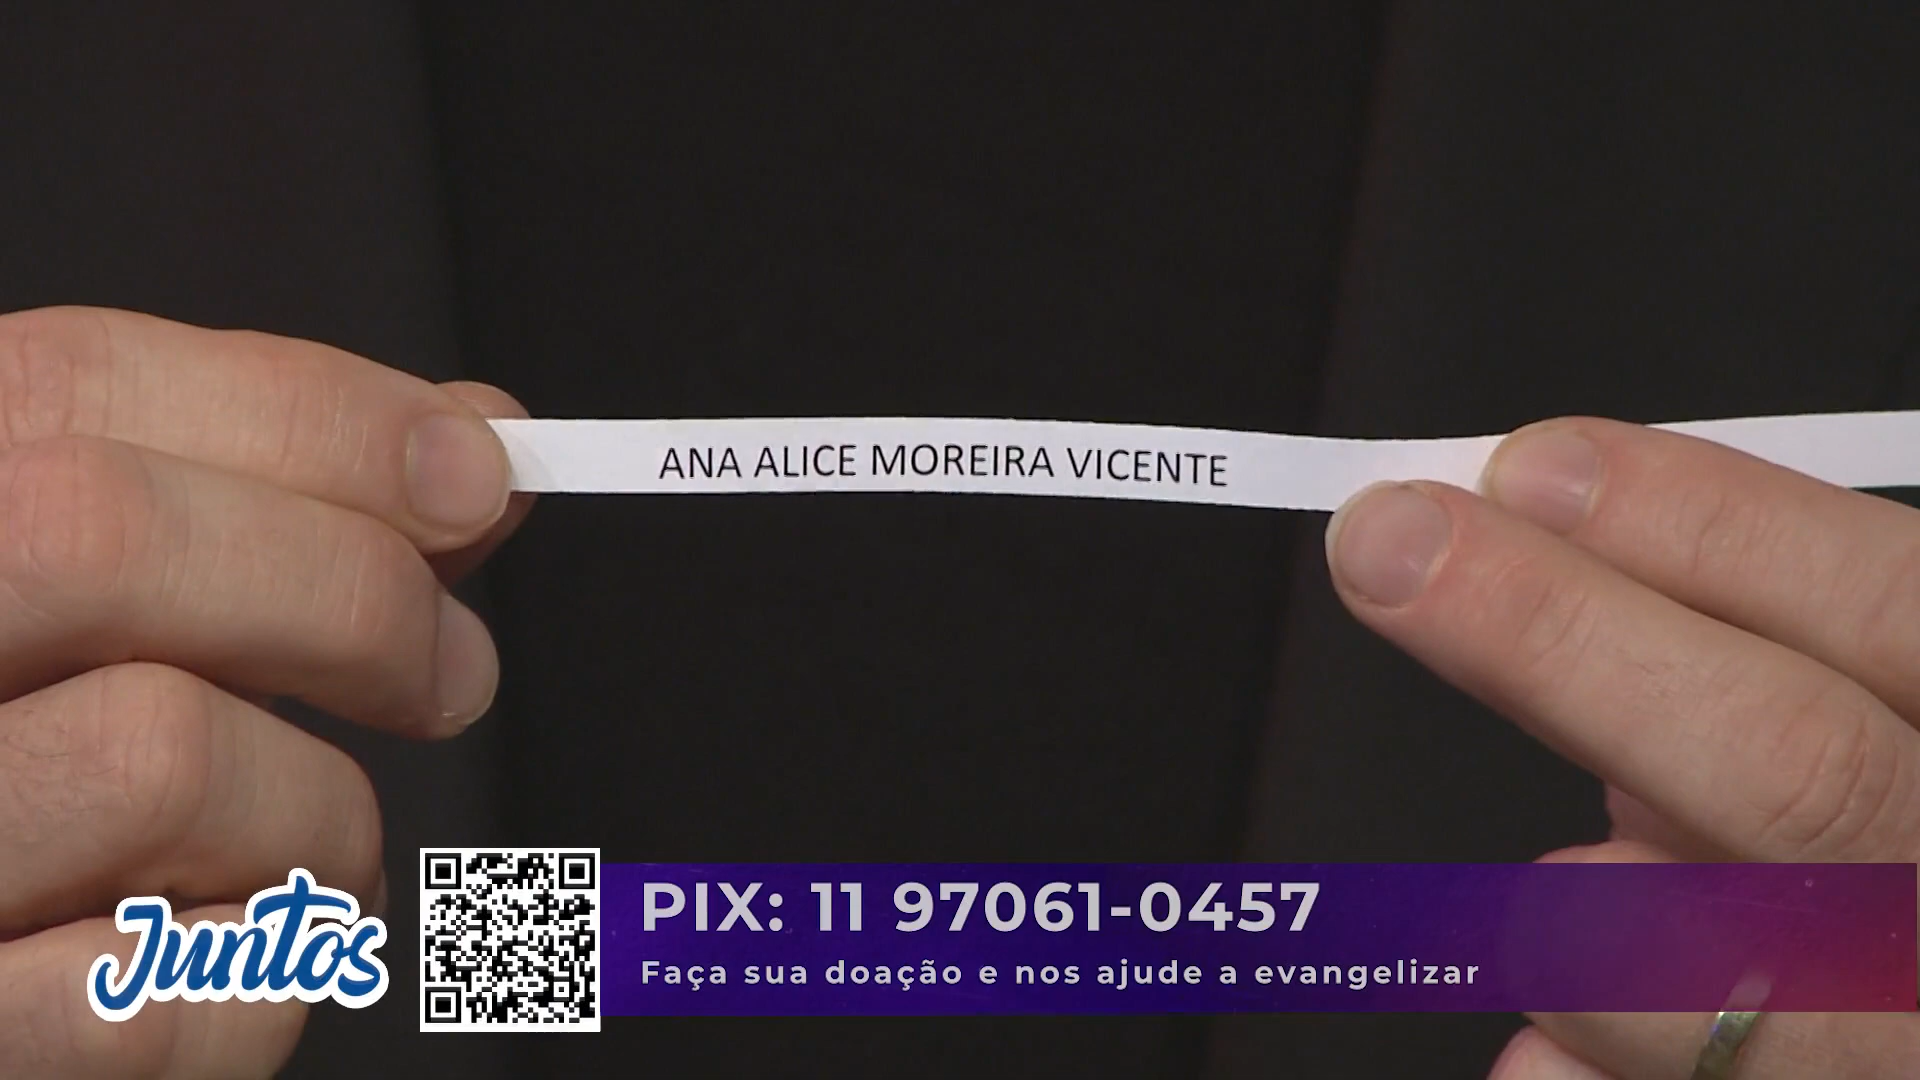 ANA ALICE MOREIRA VICENTE
Juntos
PIX: 11 97061-0457
Faça sua doação e nos ajude a evangelizar